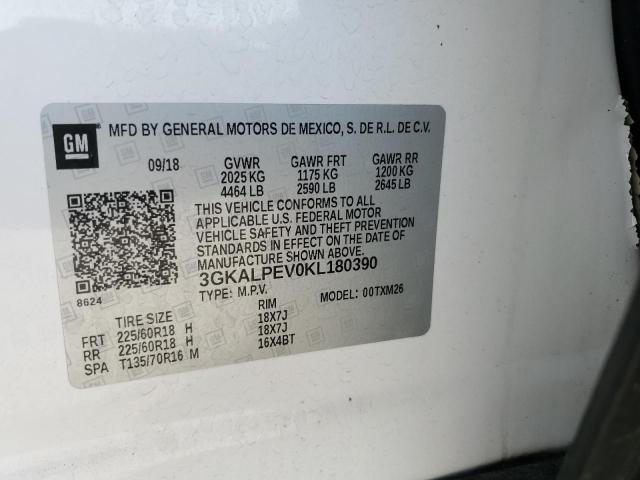 GM
MFD BY GENERAL MOTORS DE MEXICO, S. DE R.L. DE C.V.
09/18 GVWR GAWR FRT GAWR RR
2025 KG 1175 KG 1200 KG
4464 LB 2590 LB 2645 LB
THIS VEHICLE CONFORMS TO ALL
APPLICABLE U.S. FEDERAL MOTOR
VEHICLE SAFETY AND THEFT PREVENTION
STANDARDS IN EFFECT ON THE DATE OF
MANUFACTURE SHOWN ABOVE.
3GKALPEV0KL180390
8624
TYPE: M.P.V. MODEL: 00TXM26
TIRE SIZE RIM
FRT 225/60R18 H 18X7J
RR 225/60R18 H 18X7J
SPA T135/70R16 M 16X4BT